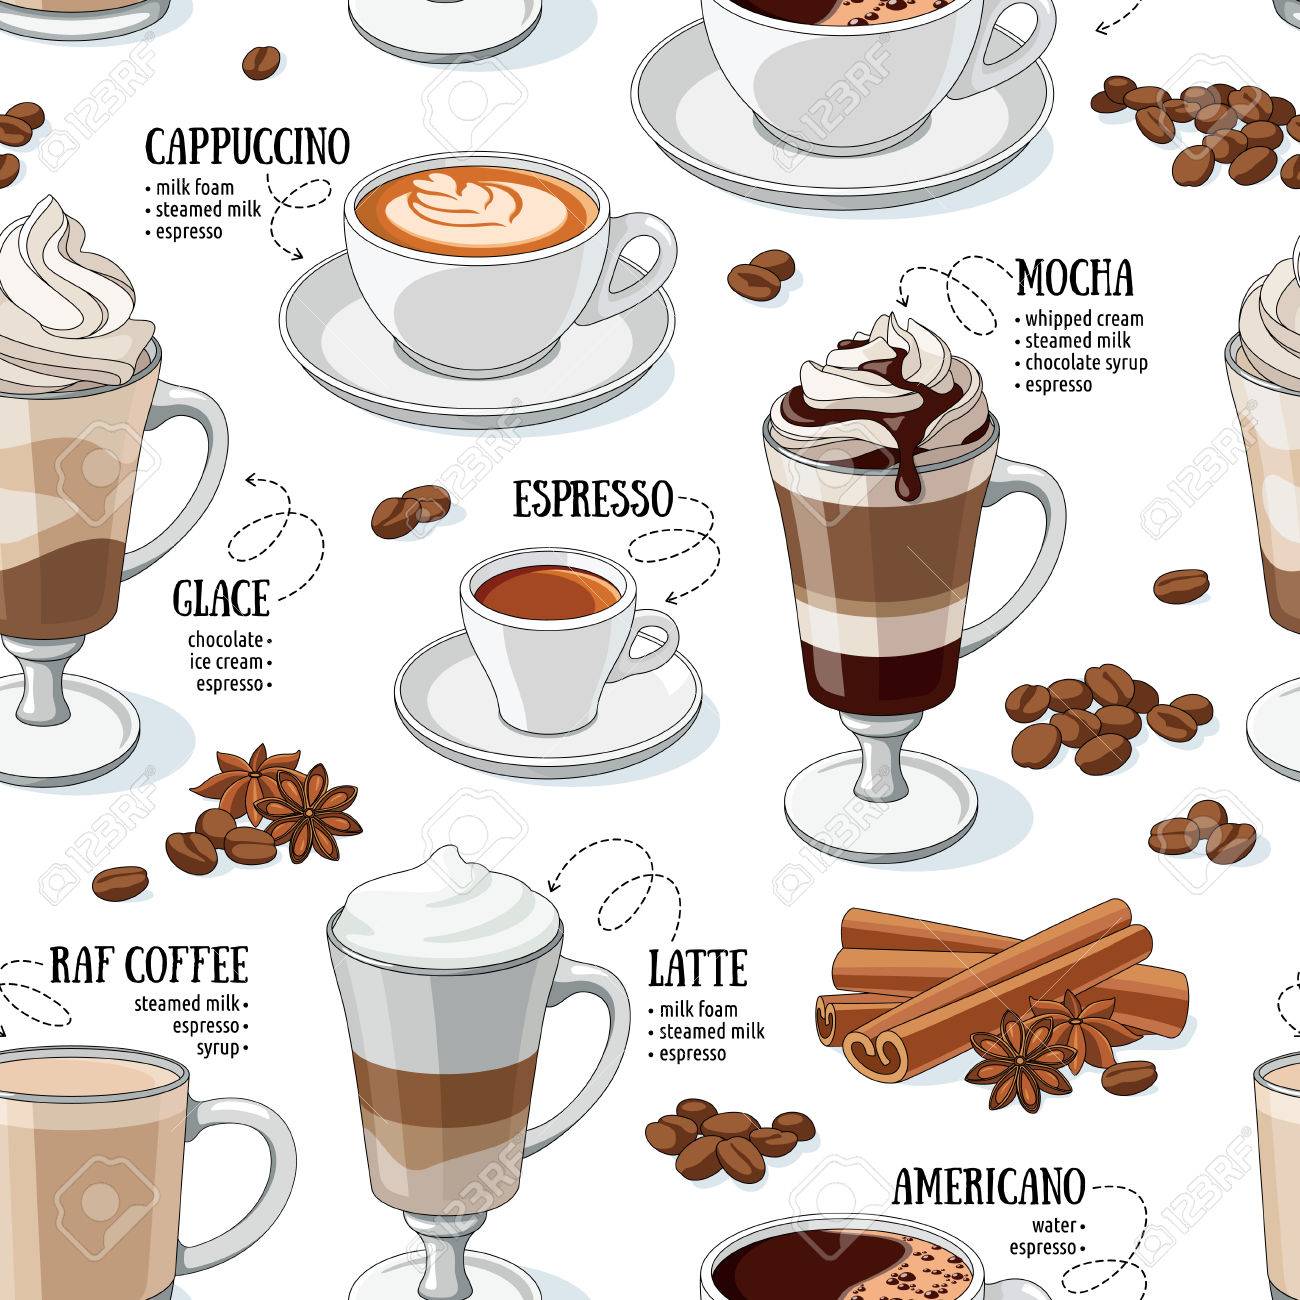 CAPPUCCINO
• milk foam
• steamed milk
• espresso
MOCHA
• whipped cream
• steamed milk
• chocolate syrup
• espresso
ESPRESSO
GLACE
chocolate •
ice cream •
espresso •
RAF COFFEE
steamed milk •
espresso •
syrup •
LATTE
• milk foam
• steamed milk
• espresso
AMERICANO
water •
espresso •
123RF